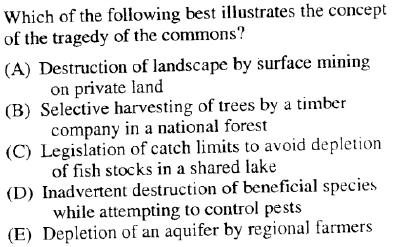 Which of the following best illustrates the concept
of the tragedy of the commons?
(A) Destruction of landscape by surface mining
on private land
(B) Selective harvesting of trees by a timber
company in a national forest
(C) Legislation of catch limits to avoid depletion
of fish stocks in a shared lake
(D) Inadvertent destruction of beneficial species
while attempting to control pests
(E) Depletion of an aquifer by regional farmers